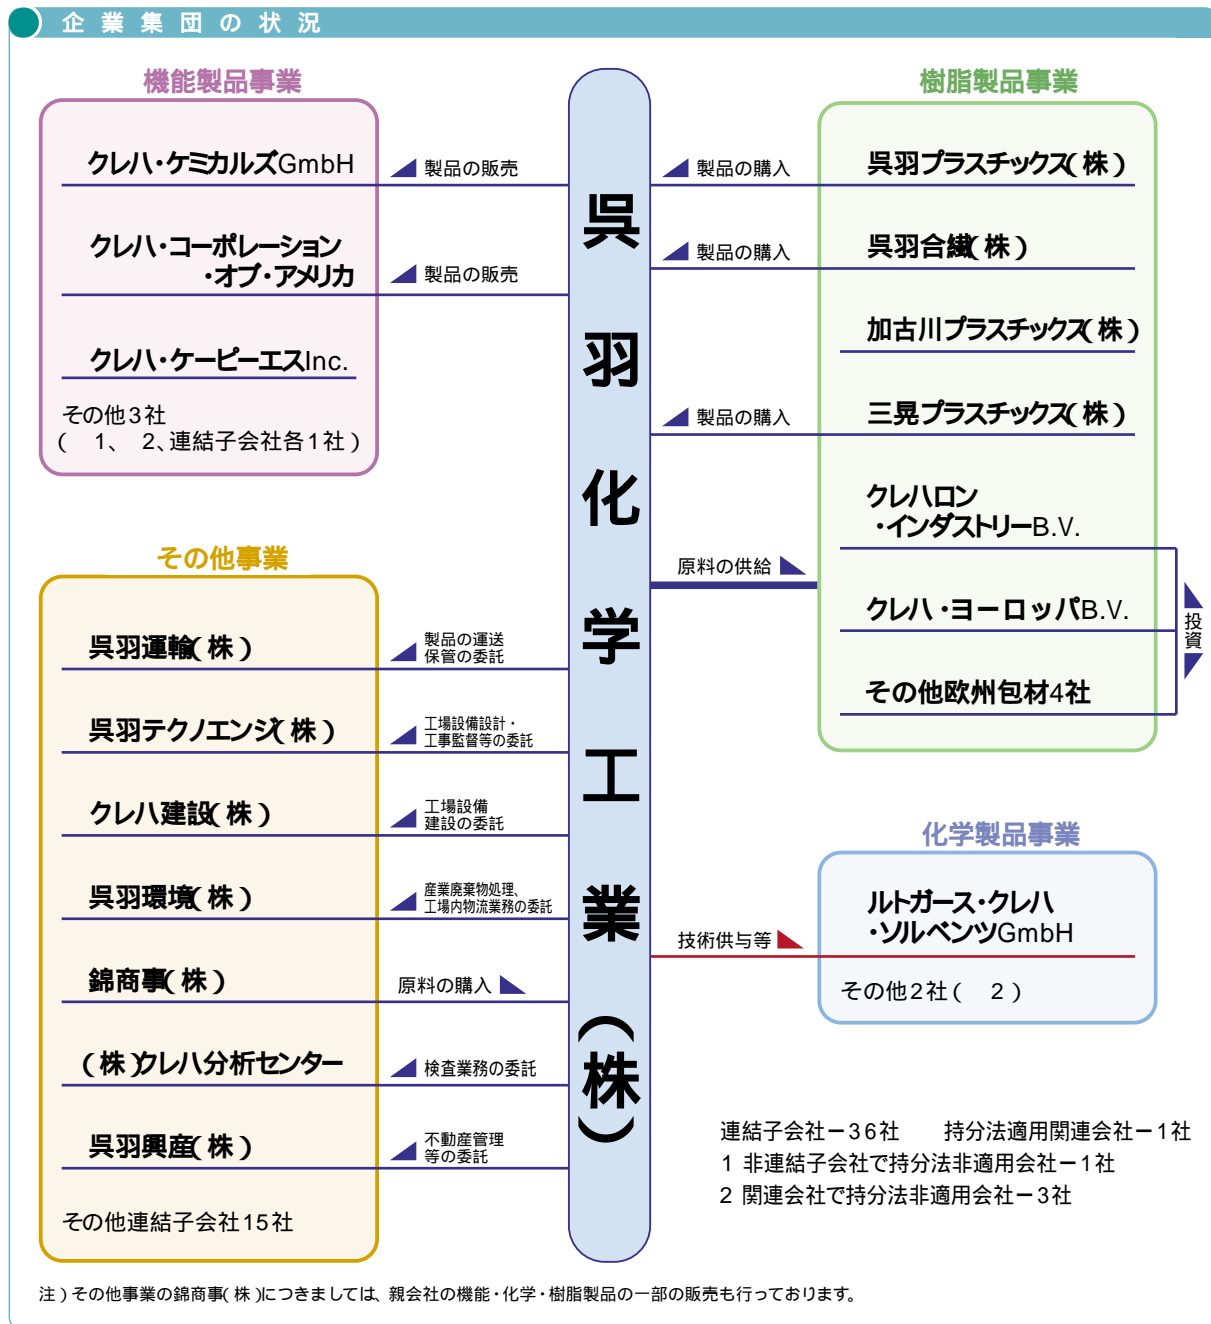 企業集団の状況
機能製品事業
クレハ・ケミカルズGmbH
製品の販売
クレハ・コーポレーション
・オブ・アメリカ
製品の販売
クレハ・ケーピーエスInc.
その他3社
(　1、　2、連結子会社各1社)
その他事業
呉羽運輸(株)
製品の運送
保管の委託
呉羽テクノエンジ(株)
工場設備設計・
工事監督等の委託
クレハ建設(株)
工場設備
建設の委託
呉羽環境(株)
産業廃棄物処理、
工場内物流業務の委託
錦商事(株)
原料の購入
(株)クレハ分析センター
検査業務の委託
呉羽興産(株)
不動産管理
等の委託
その他連結子会社15社
呉羽化学工業(株)
樹脂製品事業
製品の購入
呉羽プラスチックス(株)
製品の購入
呉羽合繊(株)
加古川プラスチックス(株)
製品の購入
三晃プラスチックス(株)
クレハロン
・インダストリーB.V.
原料の供給
クレハ・ヨーロッパB.V.
投資
その他欧州包材4社
化学製品事業
ルトガース・クレハ
・ソルベンツGmbH
技術供与等
その他2社(　2)
連結子会社ー36社　持分法適用関連会社ー1社
1 非連結子会社で持分法非適用会社ー1社
2 関連会社で持分法非適用会社ー3社
注)その他事業の錦商事(株)につきましては、親会社の機能・化学・樹脂製品の一部の販売も行っております。